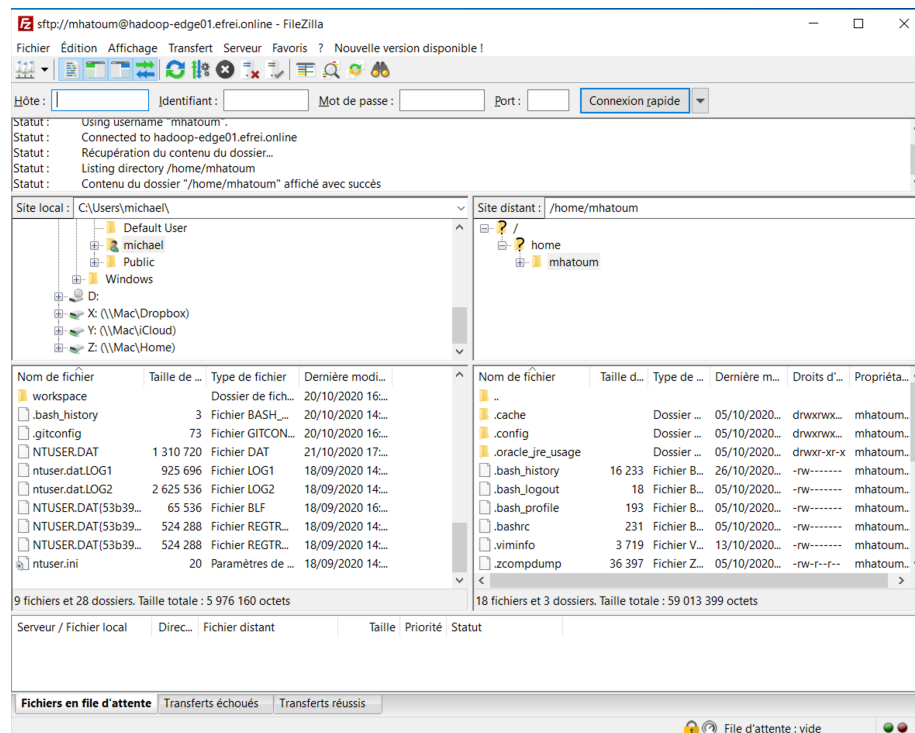 sftp://mhatoum@hadoop-edge01.efrei.online - FileZilla
Fichier Édition Affichage Transfert Serveur Favoris ? Nouvelle version disponible !
Hôte : Identifiant : Mot de passe : Port : Connexion rapide
Statut : Using username "mhatoum".
Statut : Connected to hadoop-edge01.efrei.online
Statut : Récupération du contenu du dossier...
Statut : Listing directory /home/mhatoum
Statut : Contenu du dossier "/home/mhatoum" affiché avec succès
Site local : C:\Users\michael\
Default User
michael
Public
Windows
D:
X: (\\Mac\Dropbox)
Y: (\\Mac\iCloud)
Z: (\\Mac\Home)
Site distant : /home/mhatoum
/
home
mhatoum
Nom de fichier Taille de ... Type de fichier Dernière modi...
workspace Dossier de fich... 20/10/2020 16:...
.bash_history 3 Fichier BASH_... 20/10/2020 14:...
.gitconfig 73 Fichier GITCON... 20/10/2020 16:...
NTUSER.DAT 1 310 720 Fichier DAT 21/10/2020 17:...
ntuser.dat.LOG1 925 696 Fichier LOG1 18/09/2020 14:...
ntuser.dat.LOG2 2 625 536 Fichier LOG2 18/09/2020 14:...
NTUSER.DAT{53b39... 65 536 Fichier BLF 18/09/2020 16:...
NTUSER.DAT{53b39... 524 288 Fichier REGTR... 18/09/2020 14:...
NTUSER.DAT{53b39... 524 288 Fichier REGTR... 18/09/2020 14:...
ntuser.ini 20 Paramètres de ... 18/09/2020 14:...
9 fichiers et 28 dossiers. Taille totale : 5 976 160 octets
Nom de fichier Taille d... Type de ... Dernière m... Droits d'... Propriéta...
..
.cache Dossier ... 05/10/2020... drwxrwx... mhatoum...
.config Dossier ... 05/10/2020... drwxrwx... mhatoum...
.oracle_jre_usage Dossier ... 05/10/2020... drwxr-xr-x mhatoum...
.bash_history 16 233 Fichier B... 26/10/2020... -rw------- mhatoum...
.bash_logout 18 Fichier B... 05/10/2020... -rw------- mhatoum...
.bash_profile 193 Fichier B... 05/10/2020... -rw------- mhatoum...
.bashrc 231 Fichier B... 05/10/2020... -rw------- mhatoum...
.viminfo 3 719 Fichier V... 13/10/2020... -rw------- mhatoum...
.zcompdump 36 397 Fichier Z... 05/10/2020... -rw-r--r-- mhatoum...
18 fichiers et 3 dossiers. Taille totale : 59 013 399 octets
Serveur / Fichier local Direc... Fichier distant Taille Priorité Statut
Fichiers en file d'attente Transferts échoués Transferts réussis
File d'attente : vide